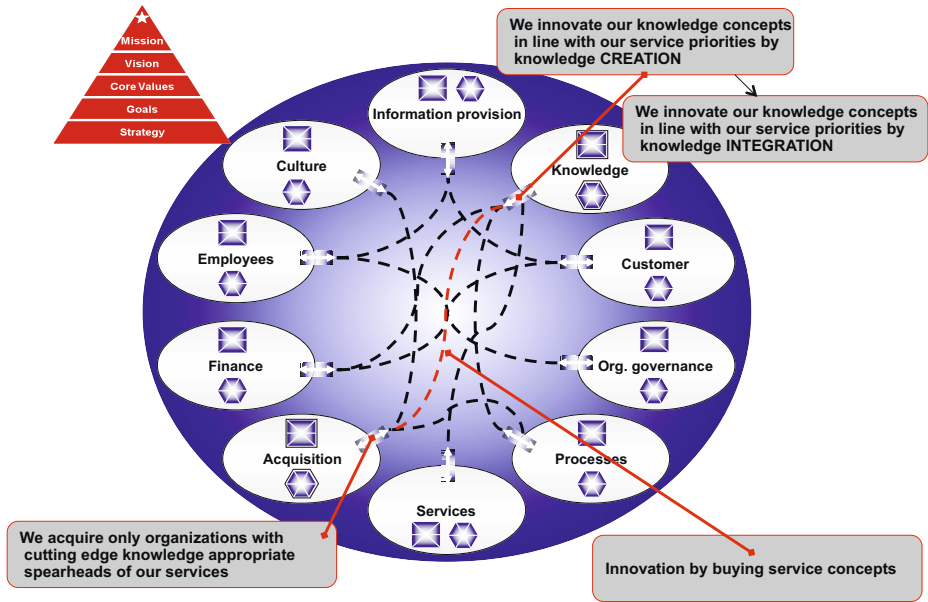 Mission
Vision
Core Values
Goals
Strategy
We innovate our knowledge concepts
in line with our service priorities by
knowledge CREATION
We innovate our knowledge concepts
in line with our service priorities by
knowledge INTEGRATION
Information provision
Culture
Knowledge
Employees
Customer
Finance
Org. governance
Acquisition
Processes
Services
We acquire only organizations with
cutting edge knowledge appropriate
spearheads of our services
Innovation by buying service concepts